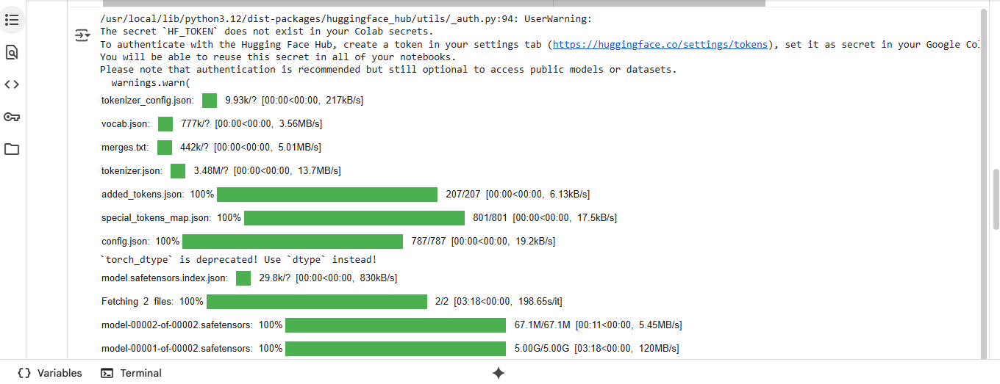 /usr/local/lib/python3.12/dist-packages/huggingface_hub/utils/_auth.py:94: UserWarning:
The secret `HF_TOKEN` does not exist in your Colab secrets.
To authenticate with the Hugging Face Hub, create a token in your settings tab (https://huggingface.co/settings/tokens), set it as secret in your Google Col
You will be able to reuse this secret in all of your notebooks.
Please note that authentication is recommended but still optional to access public models or datasets.
  warnings.warn(
tokenizer_config.json: 9.93k/? [00:00<00:00, 217kB/s]
vocab.json: 777k/? [00:00<00:00, 3.56MB/s]
merges.txt: 442k/? [00:00<00:00, 5.01MB/s]
tokenizer.json: 3.48M/? [00:00<00:00, 13.7MB/s]
added_tokens.json: 100% 207/207 [00:00<00:00, 6.13kB/s]
special_tokens_map.json: 100% 801/801 [00:00<00:00, 17.5kB/s]
config.json: 100% 787/787 [00:00<00:00, 19.2kB/s]
`torch_dtype` is deprecated! Use `dtype` instead!
model.safetensors.index.json: 29.8k/? [00:00<00:00, 830kB/s]
Fetching 2 files: 100% 2/2 [03:18<00:00, 198.65s/it]
model-00002-of-00002.safetensors: 100% 67.1M/67.1M [00:11<00:00, 5.45MB/s]
model-00001-of-00002.safetensors: 100% 5.00G/5.00G [03:18<00:00, 120MB/s]
Variables Terminal